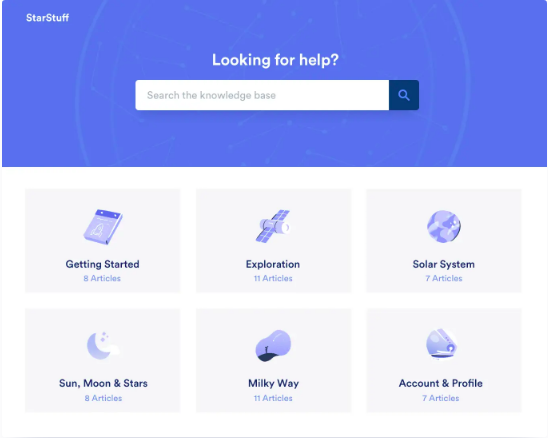 StarStuff
Looking for help?
Search the knowledge base
Getting Started
8 Articles
Exploration
11 Articles
Solar System
7 Articles
Sun, Moon & Stars
8 Articles
Milky Way
11 Articles
Account & Profile
7 Articles